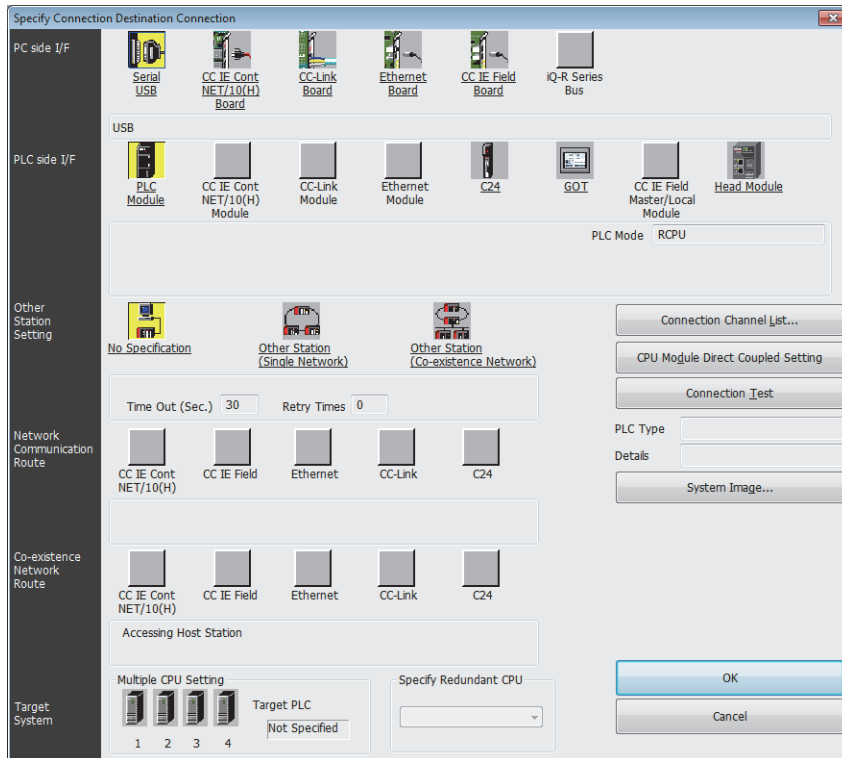 Specify Connection Destination Connection
PC side I/F
Serial
USB
CC IE Cont
NET/10(H)
Board
CC-Link
Board
Ethernet
Board
CC IE Field
Board
iQ-R Series
Bus
USB
PLC side I/F
PLC
Module
CC IE Cont
NET/10(H)
Module
CC-Link
Module
Ethernet
Module
C24
GOT
CC IE Field
Master/Local
Module
Head Module
PLC Mode RCPU
Other
Station
Setting
No Specification
Other Station
(Single Network)
Other Station
(Co-existence Network)
Connection Channel List...
CPU Module Direct Coupled Setting
Connection Test
Time Out (Sec.) 30 Retry Times 0
PLC Type
Details
System Image...
Network
Communication
Route
CC IE Cont
NET/10(H)
CC IE Field
Ethernet
CC-Link
C24
Co-existence
Network
Route
CC IE Cont
NET/10(H)
CC IE Field
Ethernet
CC-Link
C24
Accessing Host Station
Target
System
Multiple CPU Setting
1 2 3 4
Target PLC
Not Specified
Specify Redundant CPU
OK
Cancel